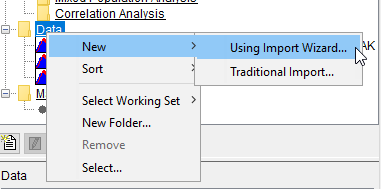 Mixed Population Analysis
Correlation Analysis
Data
New
Using Import Wizard...
AK
Sort
Traditional Import...
M
Select Working Set
New Folder...
Remove
Data
Select...